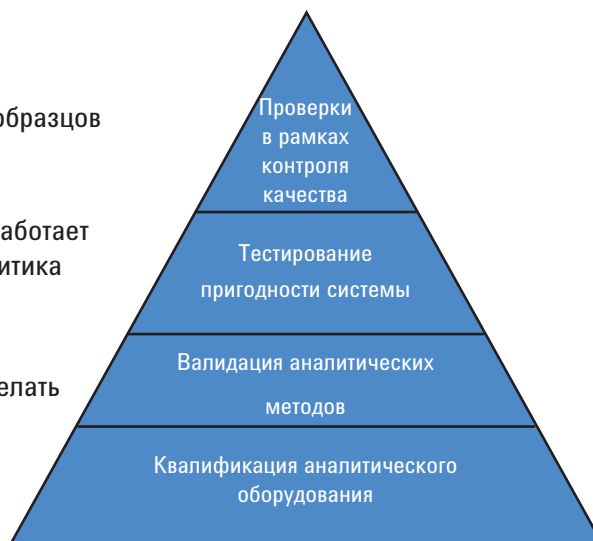 образцов
аботает
итика
елать
Проверки
в рамках
контроля
качества
Тестирование
пригодности системы
Валидация аналитических
методов
Квалификация аналитического
оборудования